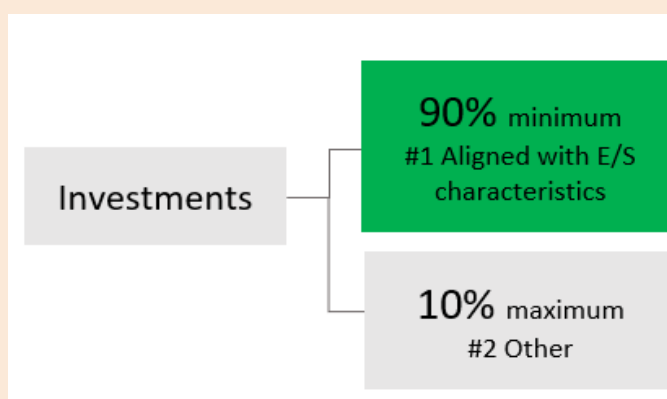 Investments
90% minimum
#1 Aligned with E/S
characteristics
10% maximum
#2 Other